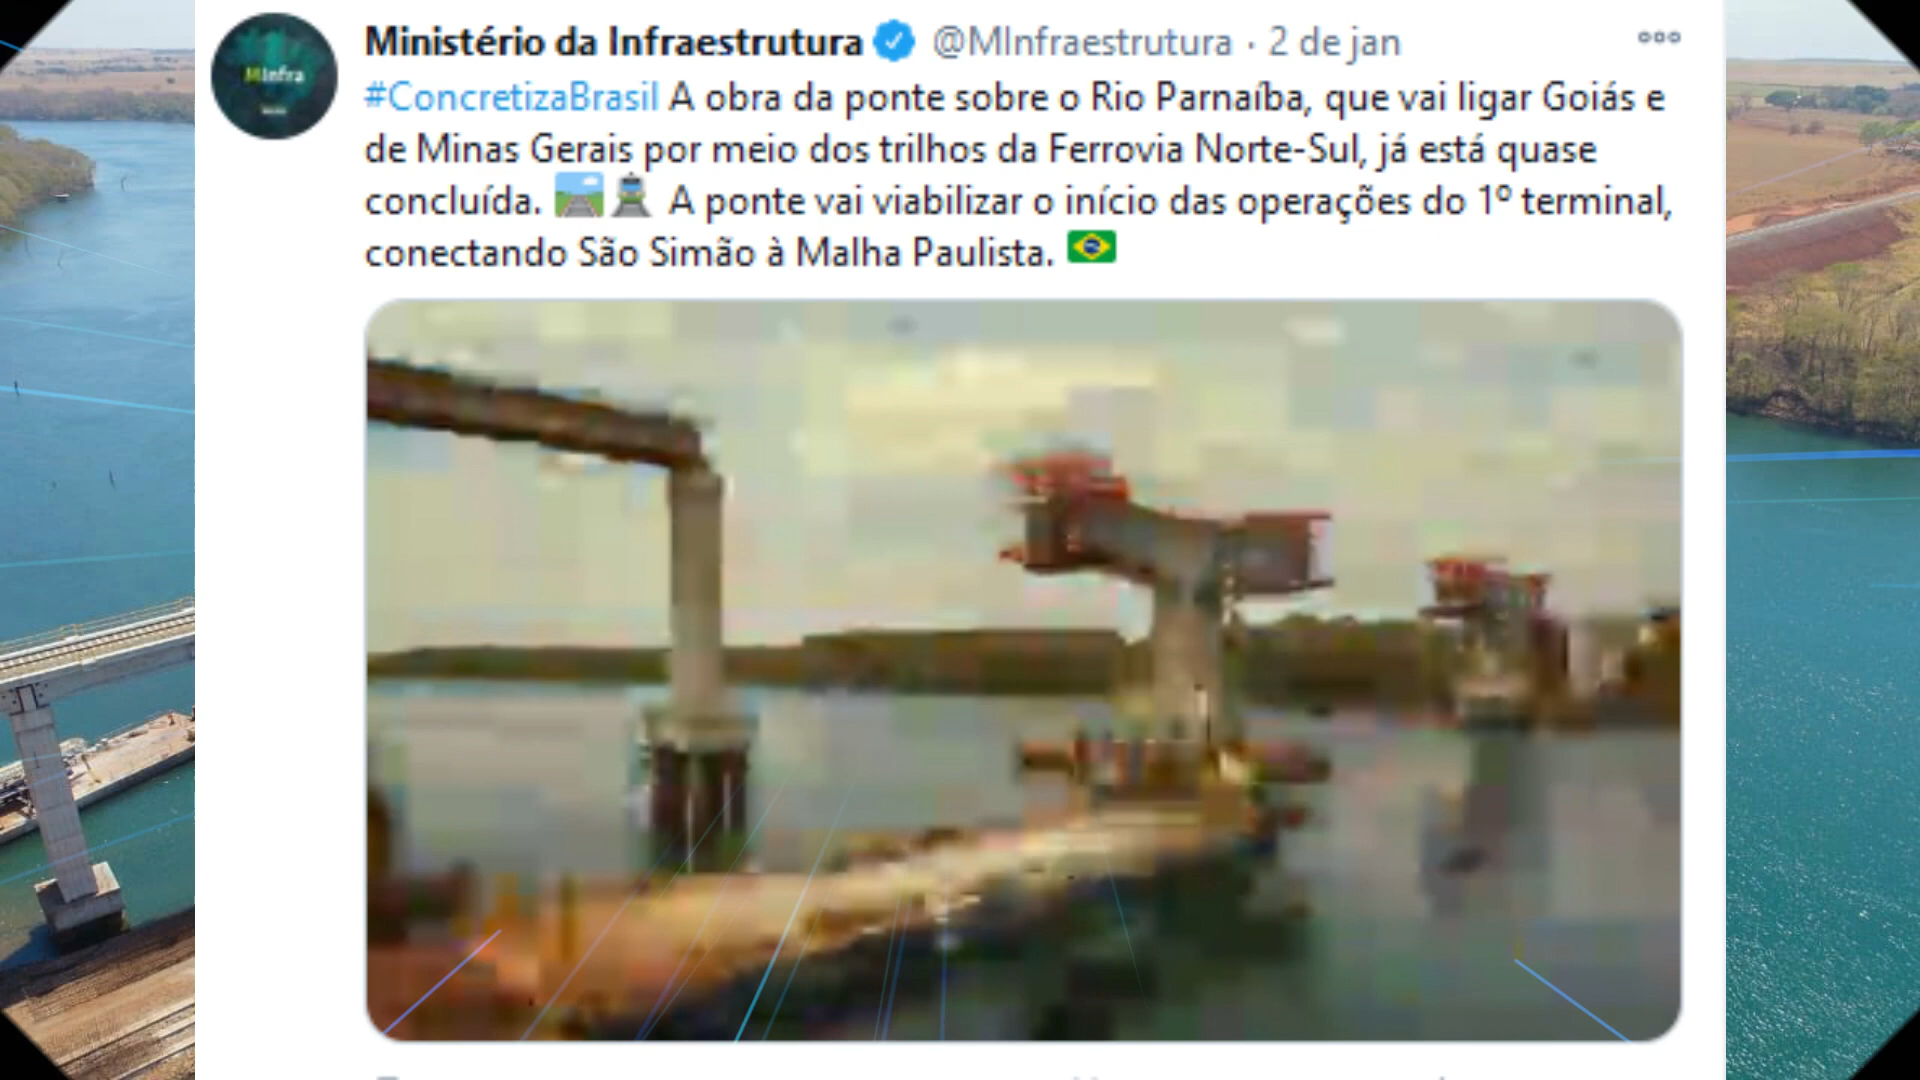 Ministério da Infraestrutura @MInfraestrutura · 2 de jan
MInfra
#ConcretizaBrasil A obra da ponte sobre o Rio Parnaíba, que vai ligar Goiás e
de Minas Gerais por meio dos trilhos da Ferrovia Norte-Sul, já está quase
concluída. A ponte vai viabilizar o início das operações do 1º terminal,
conectando São Simão à Malha Paulista.